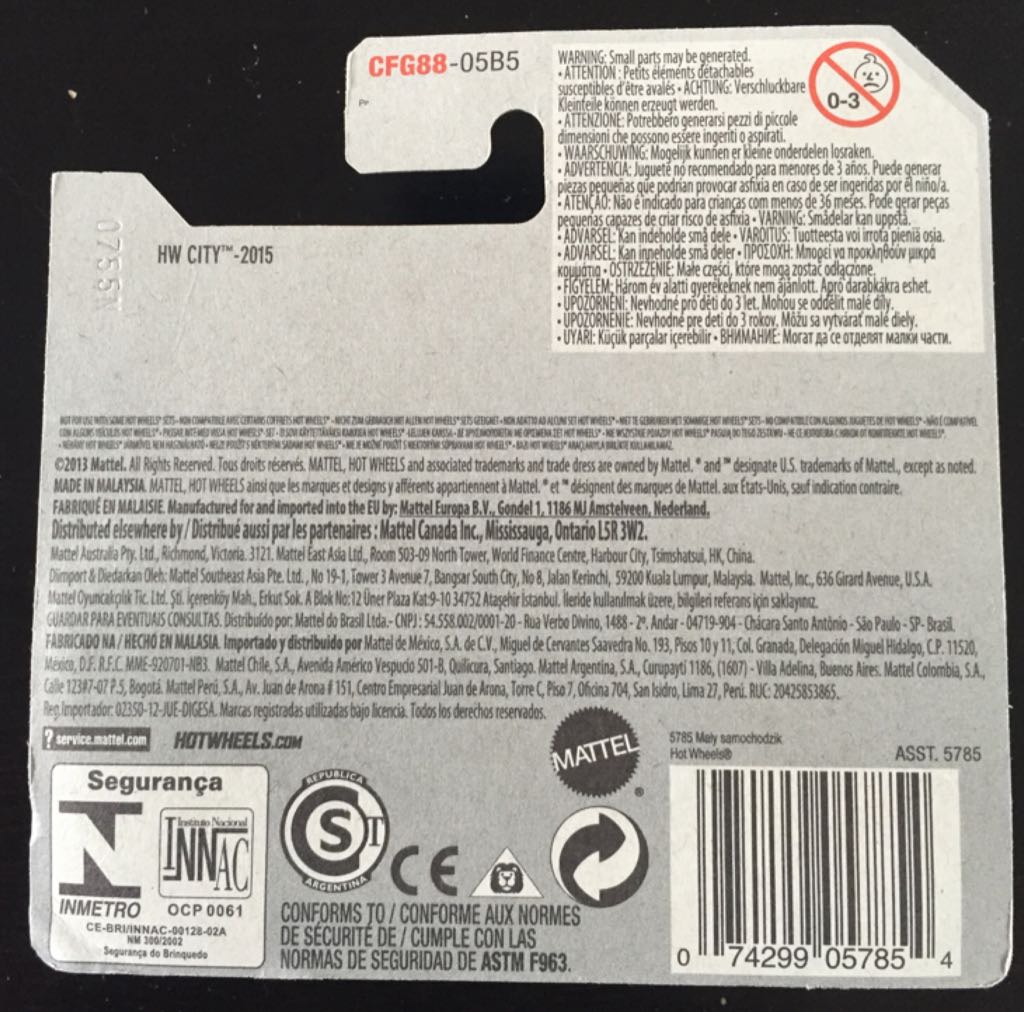 CFG88-05B5
WARNING: Small parts may be generated.
• ATTENTION : Petits éléments détachables
susceptibles d'être avalés • ACHTUNG: Verschluckbare
Kleinteile können erzeugt werden.
• ATTENZIONE: Potrebbero generarsi pezzi di piccole
dimensioni che possono essere ingeriti o aspirati.
• WAARSCHUWING: Mogelijk kunnen er kleine onderdelen losraken.
• ADVERTENCIA: Juguete no recomendado para menores de 3 años. Puede generar
piezas pequeñas que podrían provocar asfixia en caso de ser ingeridas por el niño/a.
• ATENÇÃO: Não é indicado para crianças com menos de 36 meses. Pode gerar peças
pequenas capazes de criar risco de asfixia • VARNING: Smådelar kan uppstå.
• ADVARSEL: Kan indeholde små dele • VAROITUS: Tuotteesta voi irrota pieniä osia.
• ADVARSEL: Kan inneholde små deler • ΠΡΟΣΟΧΗ: Μπορεί να προκληθούν μικρά
κομμάτια • OSTRZEŻENIE: Małe części, które mogą zostać odłączone.
• FIGYELEM: Három év alatti gyerekeknek nem ajánlott. Apró darabkákra eshet.
• UPOZORNĚNÍ: Nevhodné pro děti do 3 let. Mohou se oddělit malé díly.
• UPOZORNENIE: Nevhodné pre deti do 3 rokov. Môžu sa vytvárať malé diely.
• UYARI: Küçük parçalar içerebilir • ВНИМАНИЕ: Могат да се отделят малки части.
0-3
07551
HW CITY™-2015
©2013 Mattel. All Rights Reserved. Tous droits réservés. MATTEL, HOT WHEELS and associated trademarks and trade dress are owned by Mattel. ® and ™ designate U.S. trademarks of Mattel, except as noted.
MADE IN MALAYSIA. MATTEL, HOT WHEELS ainsi que les marques et designs y afférents appartiennent à Mattel. ® et ™ désignent des marques de Mattel aux États-Unis, sauf indication contraire.
FABRIQUÉ EN MALAISIE. Manufactured for and imported into the EU by: Mattel Europa B.V., Gondel 1, 1186 MJ Amstelveen, Nederland.
Distributed elsewhere by / Distribué aussi par les partenaires : Mattel Canada Inc., Mississauga, Ontario L5R 3W2.
Mattel Australia Pty. Ltd., Richmond, Victoria. 3121. Mattel East Asia Ltd., Room 503-09 North Tower, World Finance Centre, Harbour City, Tsimshatsui, HK, China.
Diimport & Diedarkan Oleh: Mattel Southeast Asia Pte. Ltd. , No 19-1, Tower 3 Avenue 7, Bangsar South City, No 8, Jalan Kerinchi, 59200 Kuala Lumpur, Malaysia. Mattel, Inc., 636 Girard Avenue, U.S.A.
Mattel Oyuncakçılık Tic. Ltd. Şti. İçerenköy Mah., Erkut Sok. A Blok No:12 Üner Plaza Kat:9-10 34752 Ataşehir İstanbul. İleride kullanılmak üzere, bilgileri referans için saklayınız.
GUARDAR PARA EVENTUAIS CONSULTAS. Distribuído por: Mattel do Brasil Ltda.- CNPJ : 54.558.002/0001-20 - Rua Verbo Divino, 1488 - 2º. Andar - 04719-904 - Chácara Santo Antônio - São Paulo - SP- Brasil.
FABRICADO NA / HECHO EN MALASIA. Importado y distribuido por Mattel de México, S.A. de C.V., Miguel de Cervantes Saavedra No. 193, Pisos 10 y 11, Col. Granada, Delegación Miguel Hidalgo, C.P. 11520,
México, D.F. R.F.C. MME-920701-NB3. Mattel Chile, S.A., Avenida Américo Vespucio 501-B, Quilicura, Santiago. Mattel Argentina, S.A., Curupaytí 1186, (1607) - Villa Adelina, Buenos Aires. Mattel Colombia, S.A.,
Calle 123#7-07 P.5, Bogotá. Mattel Perú, S.A., Av. Juan de Arona # 151, Centro Empresarial Juan de Arona, Torre C, Piso 7, Oficina 704, San Isidro, Lima 27, Perú. RUC: 20425853865.
Reg.Importador: 02350-12-JUE-DIGESA. Marcas registradas utilizadas bajo licencia. Todos los derechos reservados.
? service.mattel.com HOTWHEELS.COM
MATTEL ®
5785 Mały samochodzik
Hot Wheels®
ASST. 5785
Segurança
Instituto Nacional
INNAC
INMETRO OCP 0061
CE-BRI/INNAC-00128-02A
NM 300/2002
Segurança do Brinquedo
REPUBLICA
S T
ARGENTINA
CE
CONFORMS TO / CONFORME AUX NORMES
DE SÉCURITÉ DE / CUMPLE CON LAS
NORMAS DE SEGURIDAD DE ASTM F963.
0 74299 05785 4